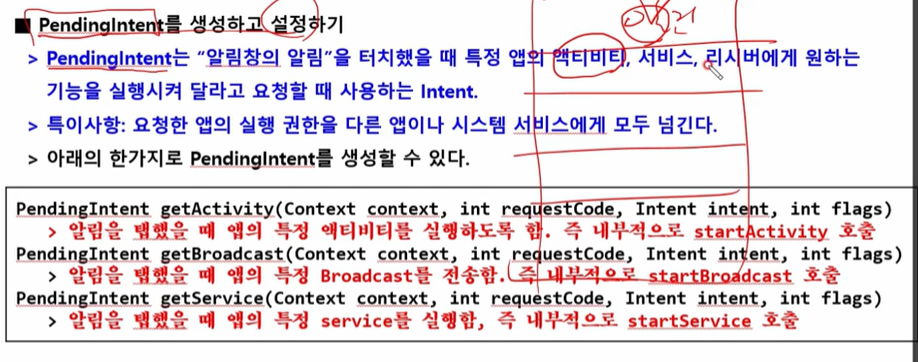 ■ PendingIntent를 생성하고 설정하기
> PendingIntent는 “알림창의 알림”을 터치했을 때 특정 앱의 액티비티, 서비스, 리시버에게 원하는
기능을 실행시켜 달라고 요청할 때 사용하는 Intent.
> 특이사항: 요청한 앱의 실행 권한을 다른 앱이나 시스템 서비스에게 모두 넘긴다.
> 아래의 한가지로 PendingIntent를 생성할 수 있다.
PendingIntent getActivity(Context context, int requestCode, Intent intent, int flags)
> 알림을 탭했을 때 앱의 특정 액티비티를 실행하도록 함. 즉 내부적으로 startActivity 호출
PendingIntent getBroadcast(Context context, int requestCode, Intent intent, int flags)
> 알림을 탭했을 때 앱의 특정 Broadcast를 전송함. 즉 내부적으로 startBroadcast 호출
PendingIntent getService(Context context, int requestCode, Intent intent, int flags)
> 알림을 탭했을 때 앱의 특정 service를 실행함, 즉 내부적으로 startService 호출